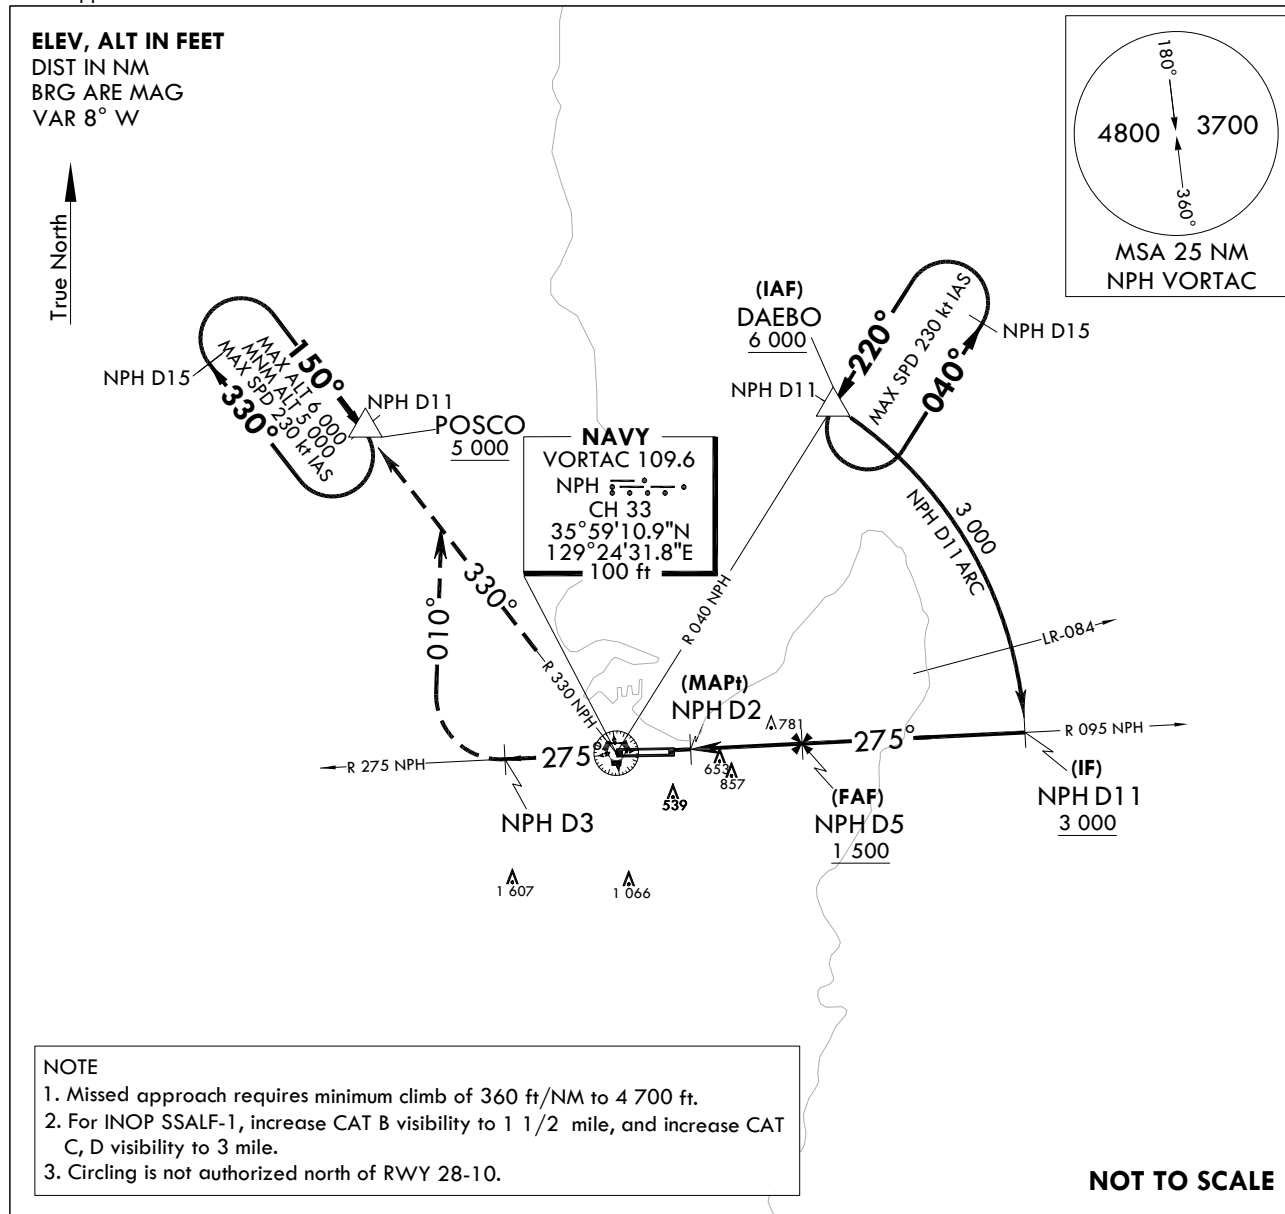 ELEV, ALT IN FEET
DIST IN NM
BRG ARE MAG
VAR 8° W
True North
180°
4800
3700
360°
MSA 25 NM
NPH VORTAC
(IAF)
DAEBO
6 000
NPH D11
220°
MAX SPD 230 kt IAS
040°
NPH D15
NPH D15
150°
MAX ALT 6 000
MNM ALT 5 000
MAX SPD 230 kt IAS
330°
NPH D11
POSCO
5 000
NAVY
VORTAC 109.6
NPH
CH 33
35°59'10.9"N
129°24'31.8"E
100 ft
3 000
NPH D11 ARC
R 040 NPH
LR-084
010°
330°
R 330 NPH
(MAPt)
NPH D2
781
R 275 NPH
275°
275°
R 095 NPH
653
857
539
NPH D3
(FAF)
NPH D5
1 500
(IF)
NPH D11
3 000
1 607
1 066
NOTE
1. Missed approach requires minimum climb of 360 ft/NM to 4 700 ft.
2. For INOP SSALF-1, increase CAT B visibility to 1 1/2 mile, and increase CAT
C, D visibility to 3 mile.
3. Circling is not authorized north of RWY 28-10.
NOT TO SCALE